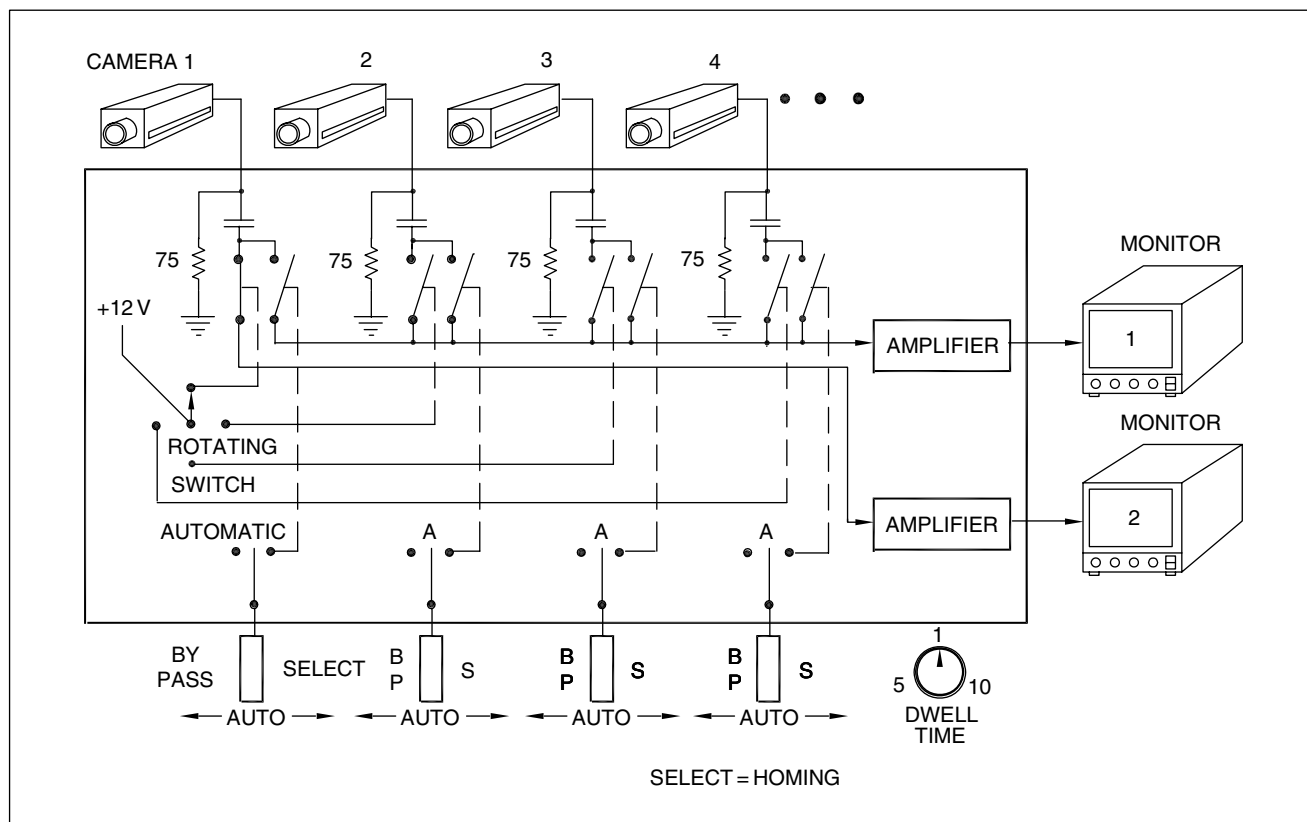 CAMERA 1 2 3 4
75 75 75 75
MONITOR
+12 V
AMPLIFIER 1
MONITOR
ROTATING
SWITCH
AMPLIFIER 2
AUTOMATIC A A A
BY PASS SELECT B P S B P S B P S
1
5 10
AUTO AUTO AUTO AUTO
DWELL
TIME
SELECT = HOMING